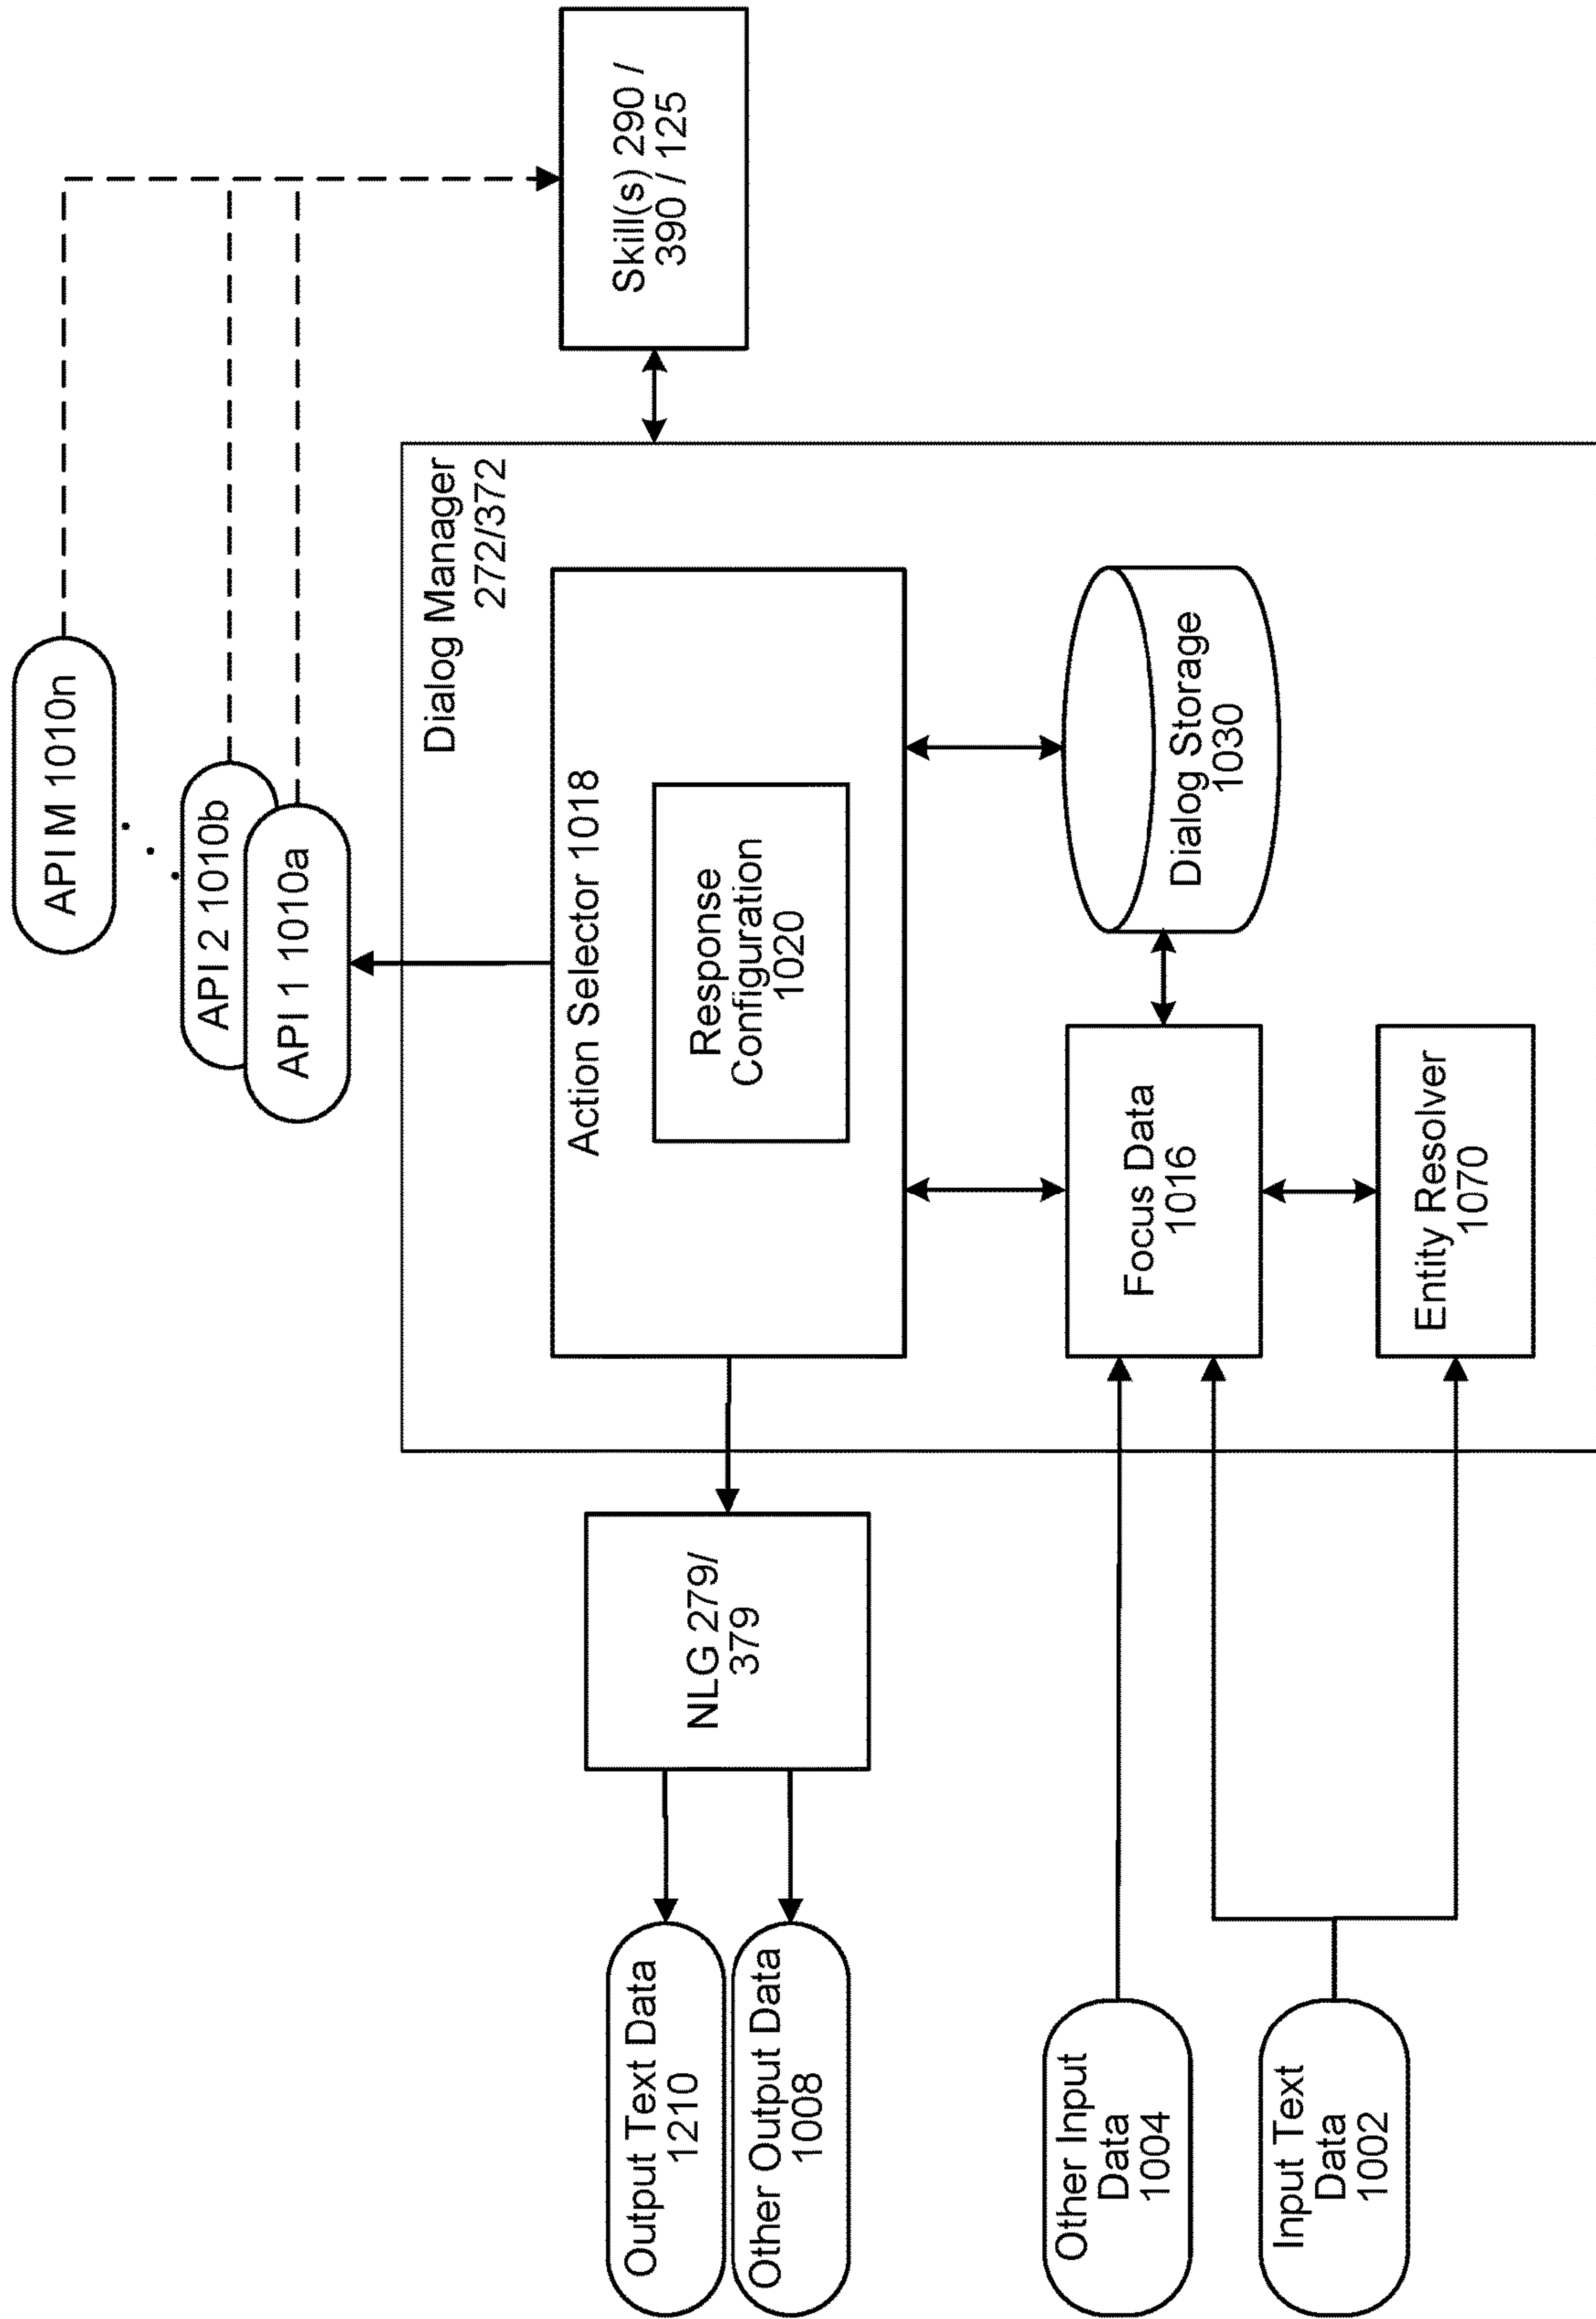 API M 1010n
API 2 1010b
API 1 1010a
Dialog Manager
272/372
Skill(s) 290 /
390 / 125
Action Selector 1018
Response
Configuration
1020
NLG 279/
379
Output Text Data
1210
Other Output Data
1008
Other Input
Data
1004
Input Text
Data
1002
Focus Data
1016
Dialog Storage
1030
Entity Resolver
1070